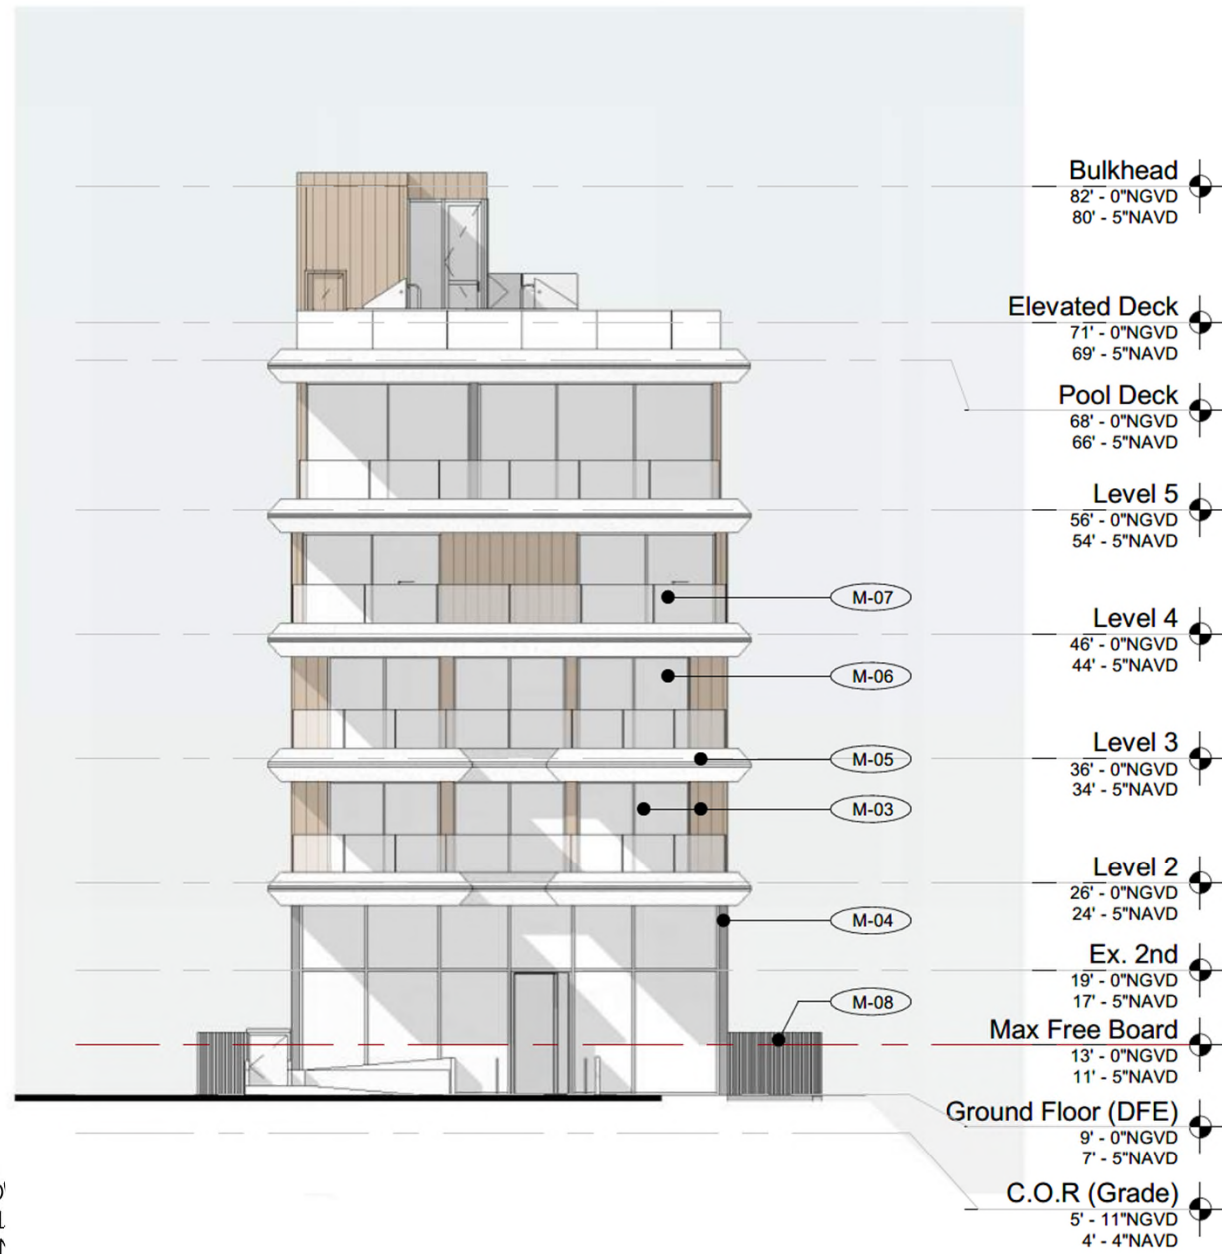 Bulkhead
82' - 0"NGVD
80' - 5"NAVD
Elevated Deck
71' - 0"NGVD
69' - 5"NAVD
Pool Deck
68' - 0"NGVD
66' - 5"NAVD
Level 5
56' - 0"NGVD
54' - 5"NAVD
M-07
Level 4
46' - 0"NGVD
44' - 5"NAVD
M-06
Level 3
36' - 0"NGVD
34' - 5"NAVD
M-05
M-03
Level 2
26' - 0"NGVD
24' - 5"NAVD
M-04
Ex. 2nd
19' - 0"NGVD
17' - 5"NAVD
M-08
Max Free Board
13' - 0"NGVD
11' - 5"NAVD
Ground Floor (DFE)
9' - 0"NGVD
7' - 5"NAVD
C.O.R (Grade)
5' - 11"NGVD
4' - 4"NAVD